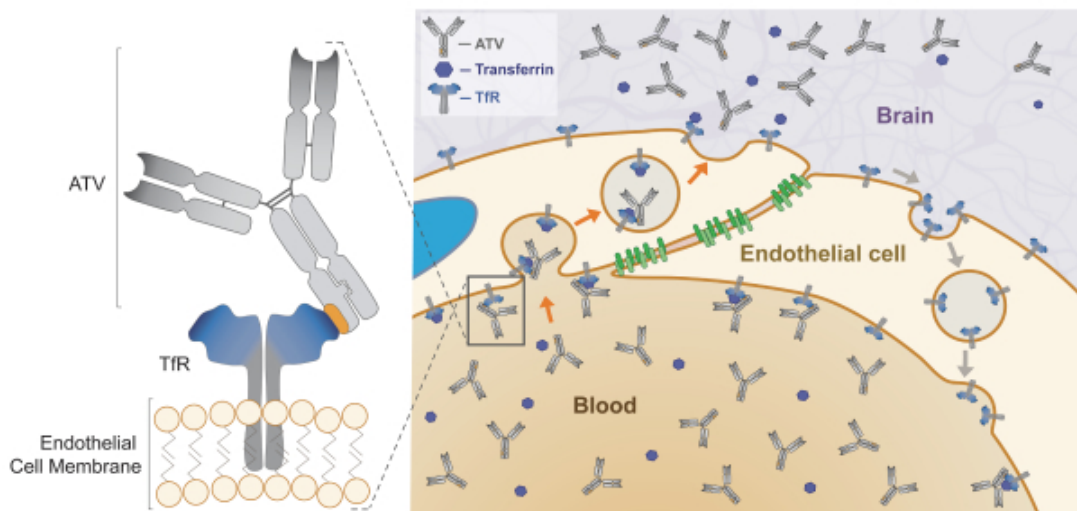 ATV
TfR
Endothelial
Cell Membrane
ATV
Transferrin
TfR
Brain
Endothelial cell
Blood